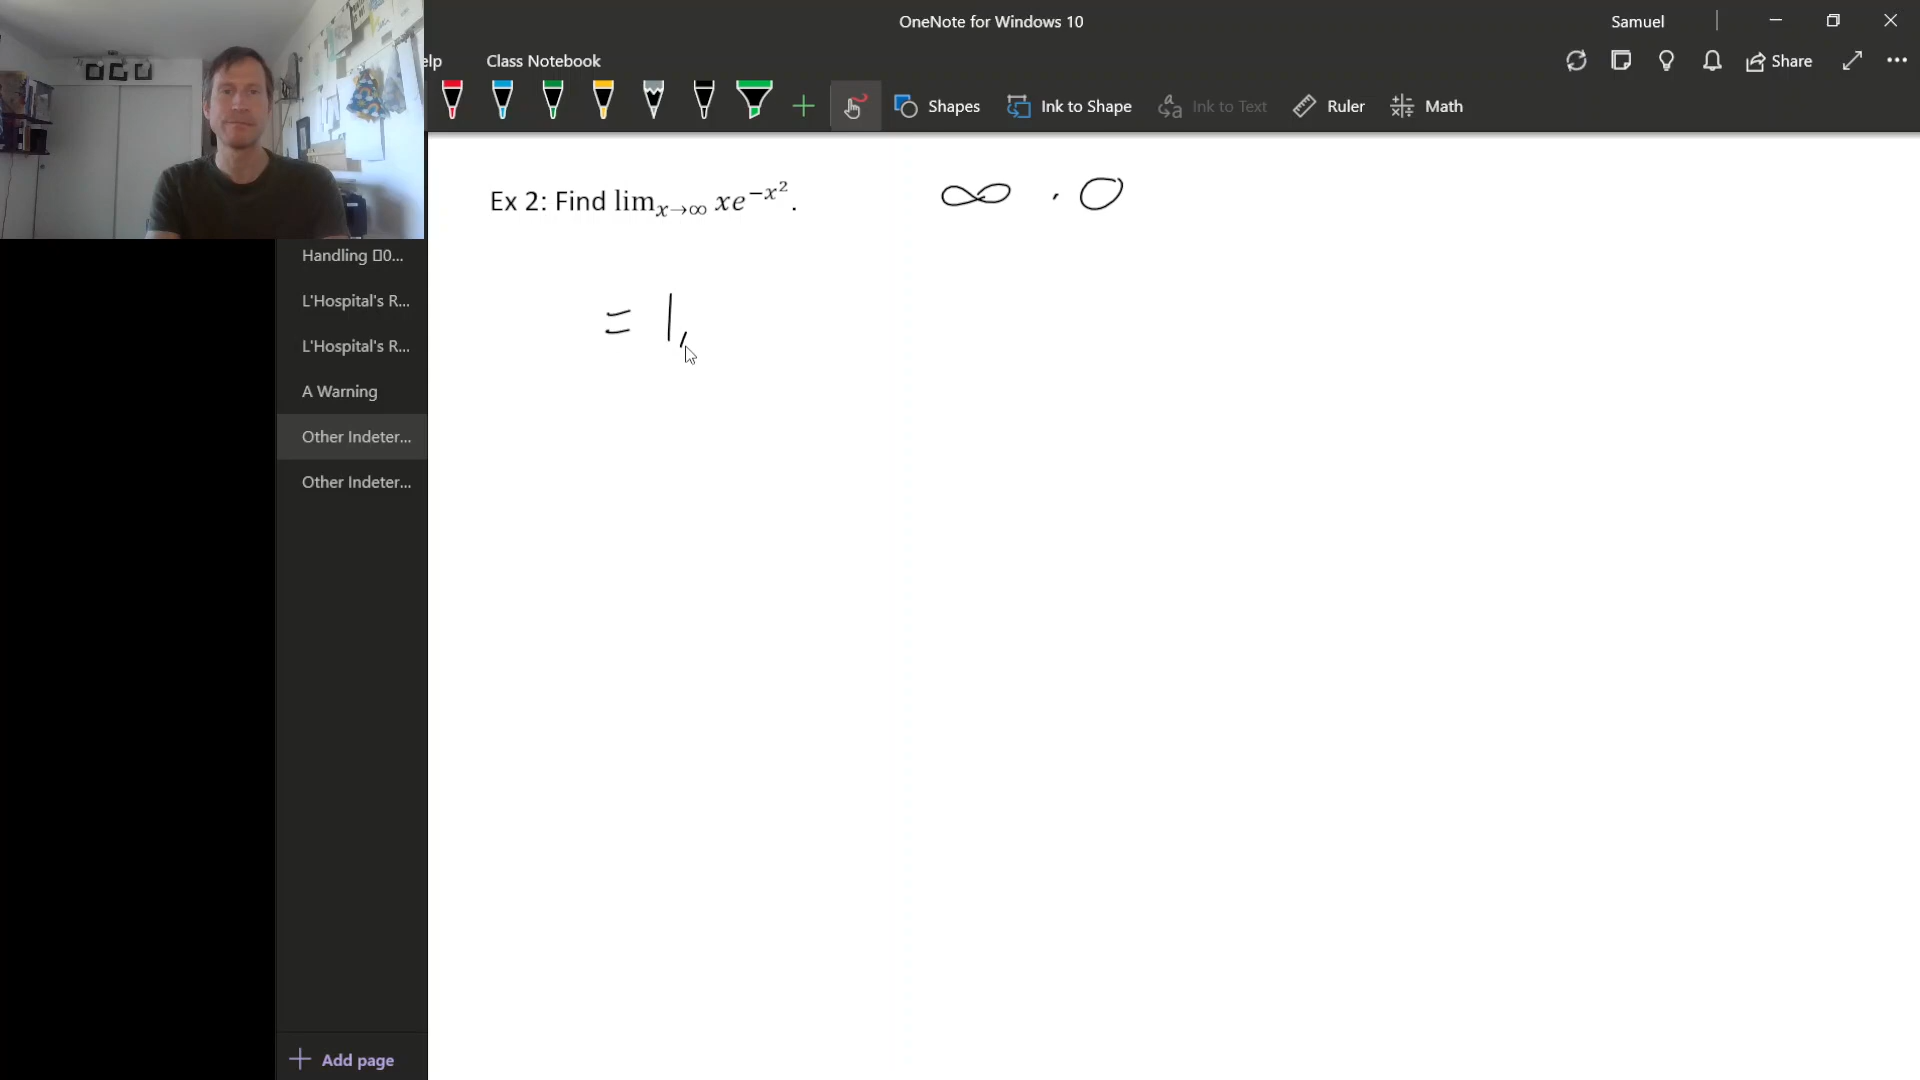 OneNote for Windows 10
Samuel
elp
Class Notebook
Share
Shapes
Ink to Shape
Ink to Text
Ruler
Math
Ex 2: Find lim_{x→∞} xe^{-x^2}.
∞ · 0
= l,
Handling □0...
L'Hospital's R...
L'Hospital's R...
A Warning
Other Indeter...
Other Indeter...
Add page